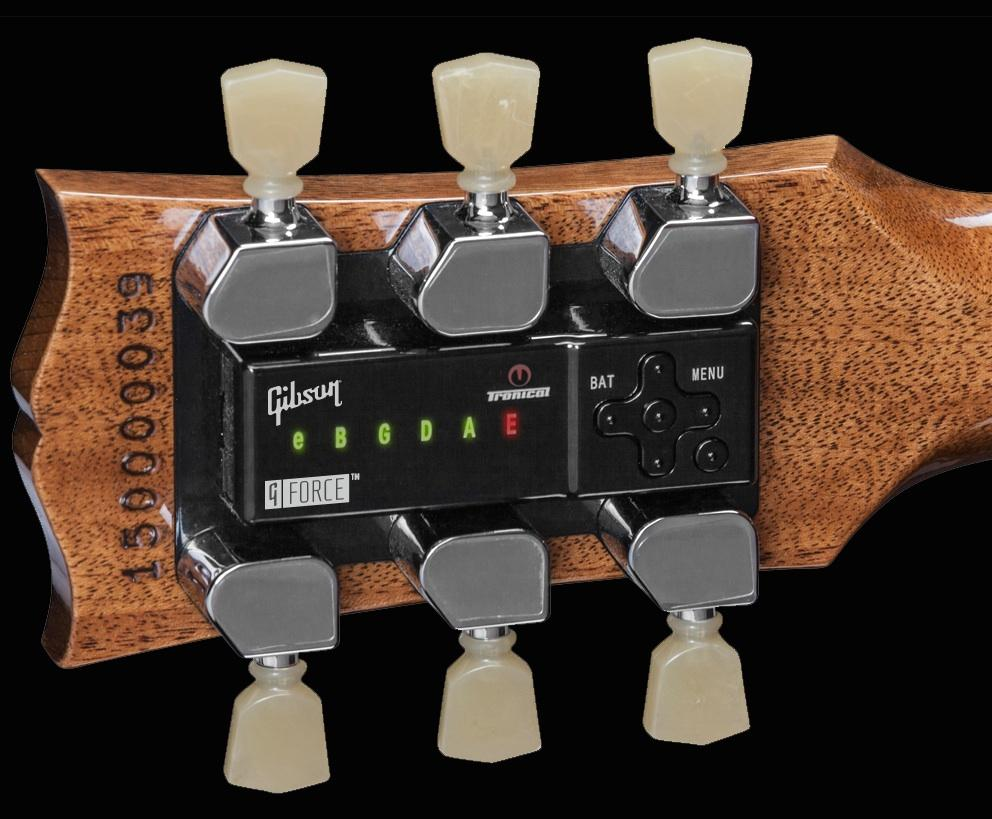 150000039
Gibson
Tronical
BAT
MENU
e B G D A E
G FORCE™